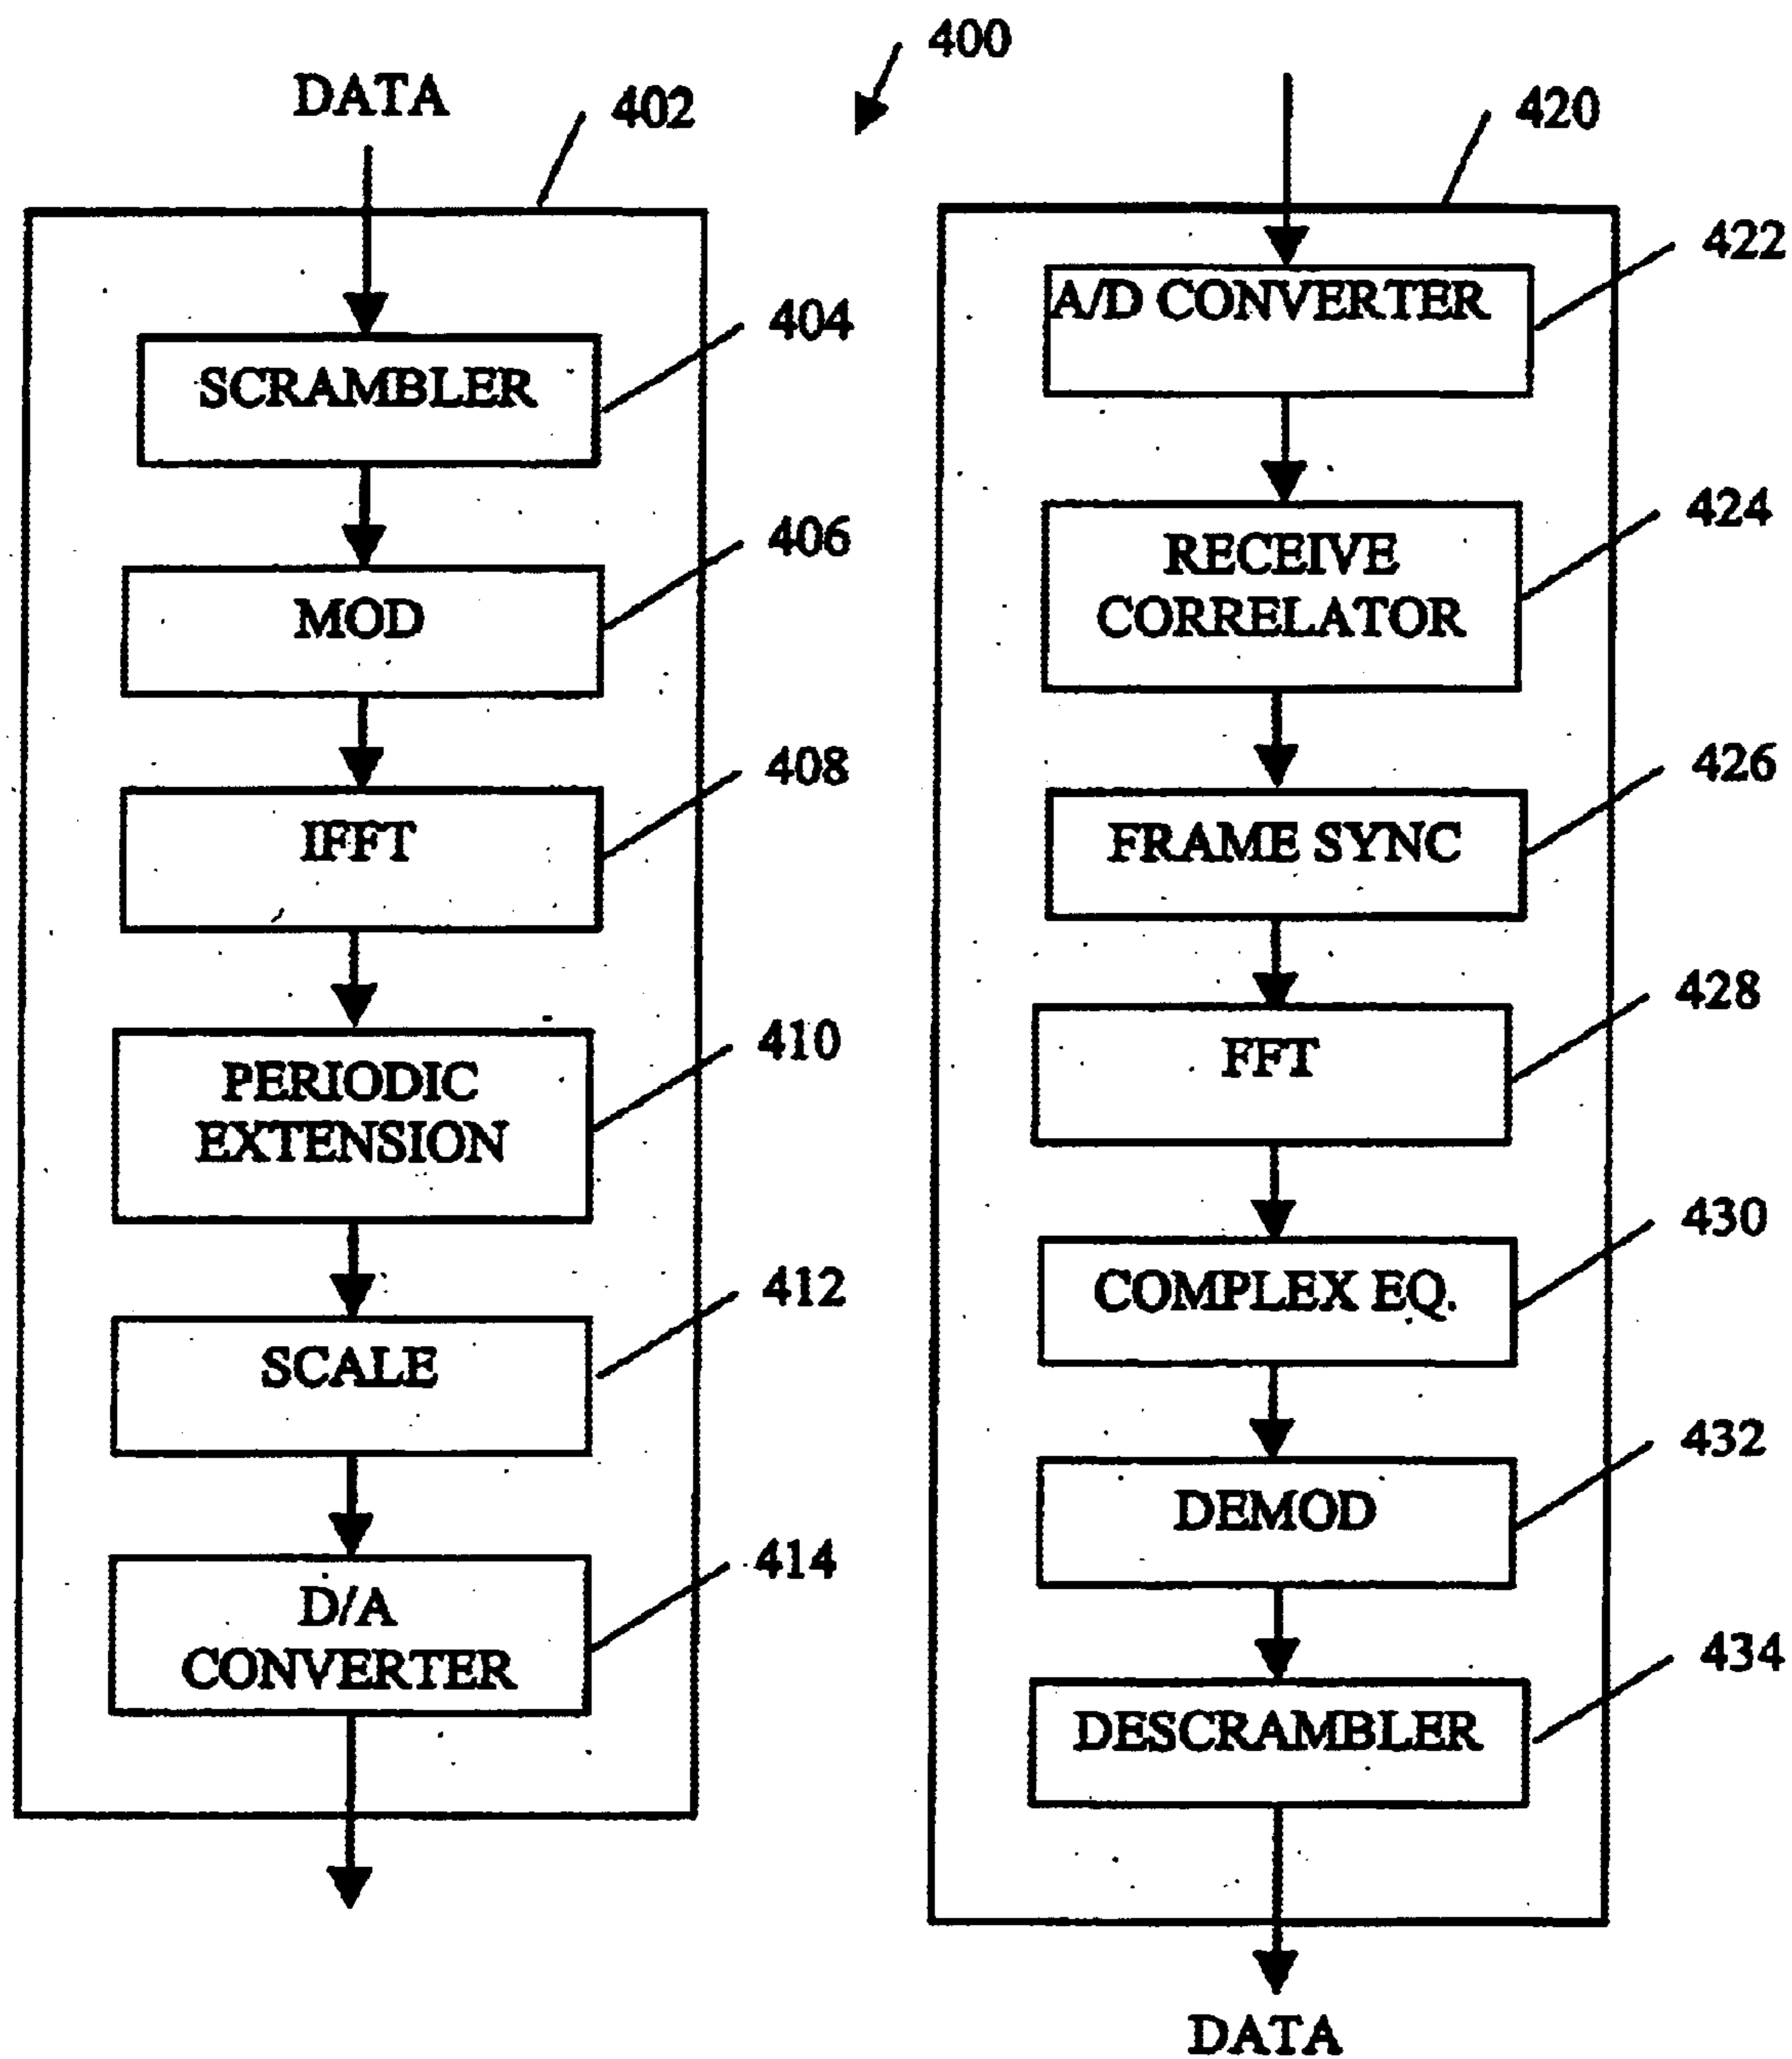 400
DATA
402
SCRAMBLER
404
MOD
406
IFFT
408
PERIODIC
EXTENSION
410
SCALE
412
D/A
CONVERTER
414
420
A/D CONVERTER
422
RECEIVE
CORRELATOR
424
FRAME SYNC
426
FFT
428
COMPLEX EQ.
430
DEMOD
432
DESCRAMBLER
434
DATA